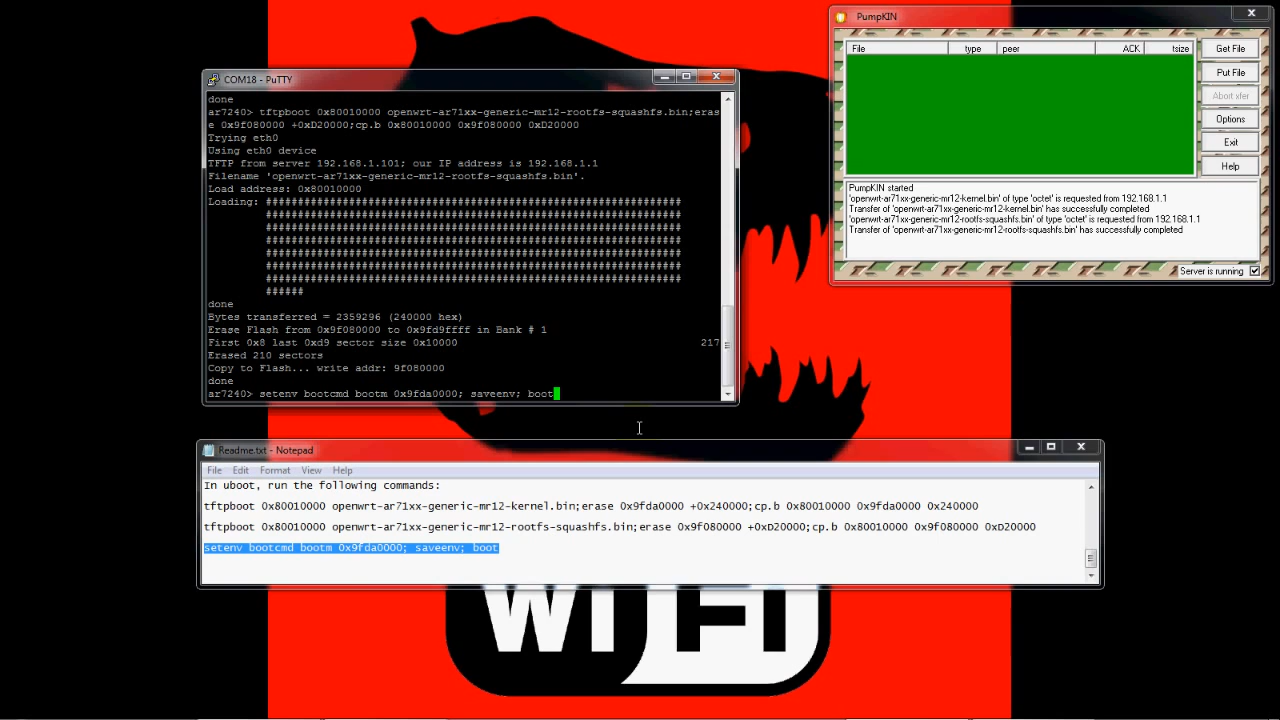 COM18 - PuTTY
done
ar7240> tftpboot 0x80010000 openwrt-ar71xx-generic-mr12-rootfs-squashfs.bin;eras
e 0x9f080000 +0xD20000;cp.b 0x80010000 0x9f080000 0xD20000
Trying eth0
Using eth0 device
TFTP from server 192.168.1.101; our IP address is 192.168.1.1
Filename 'openwrt-ar71xx-generic-mr12-rootfs-squashfs.bin'.
Load address: 0x80010000
Loading: #################################################################
#################################################################
#################################################################
#################################################################
#################################################################
#################################################################
#################################################################
######
done
Bytes transferred = 2359296 (240000 hex)
Erase Flash from 0x9f080000 to 0x9fd9ffff in Bank # 1
First 0x8 last 0xd9 sector size 0x10000 217
Erased 210 sectors
Copy to Flash... write addr: 9f080000
done
ar7240> setenv bootcmd bootm 0x9fda0000; saveenv; boot
PumpKIN
File type peer ACK tsize
Get File
Put File
Abort xfer
Options
Exit
Help
PumpKIN started
'openwrt-ar71xx-generic-mr12-kernel.bin' of type 'octet' is requested from 192.168.1.1
Transfer of 'openwrt-ar71xx-generic-mr12-kernel.bin' has successfully completed
'openwrt-ar71xx-generic-mr12-rootfs-squashfs.bin' of type 'octet' is requested from 192.168.1.1
Transfer of 'openwrt-ar71xx-generic-mr12-rootfs-squashfs.bin' has successfully completed
Server is running
Readme.txt - Notepad
File Edit Format View Help
In uboot, run the following commands:
tftpboot 0x80010000 openwrt-ar71xx-generic-mr12-kernel.bin;erase 0x9fda0000 +0x240000;cp.b 0x80010000 0x9fda0000 0x240000
tftpboot 0x80010000 openwrt-ar71xx-generic-mr12-rootfs-squashfs.bin;erase 0x9f080000 +0xD20000;cp.b 0x80010000 0x9f080000 0xD20000
setenv bootcmd bootm 0x9fda0000; saveenv; boot
WI FI